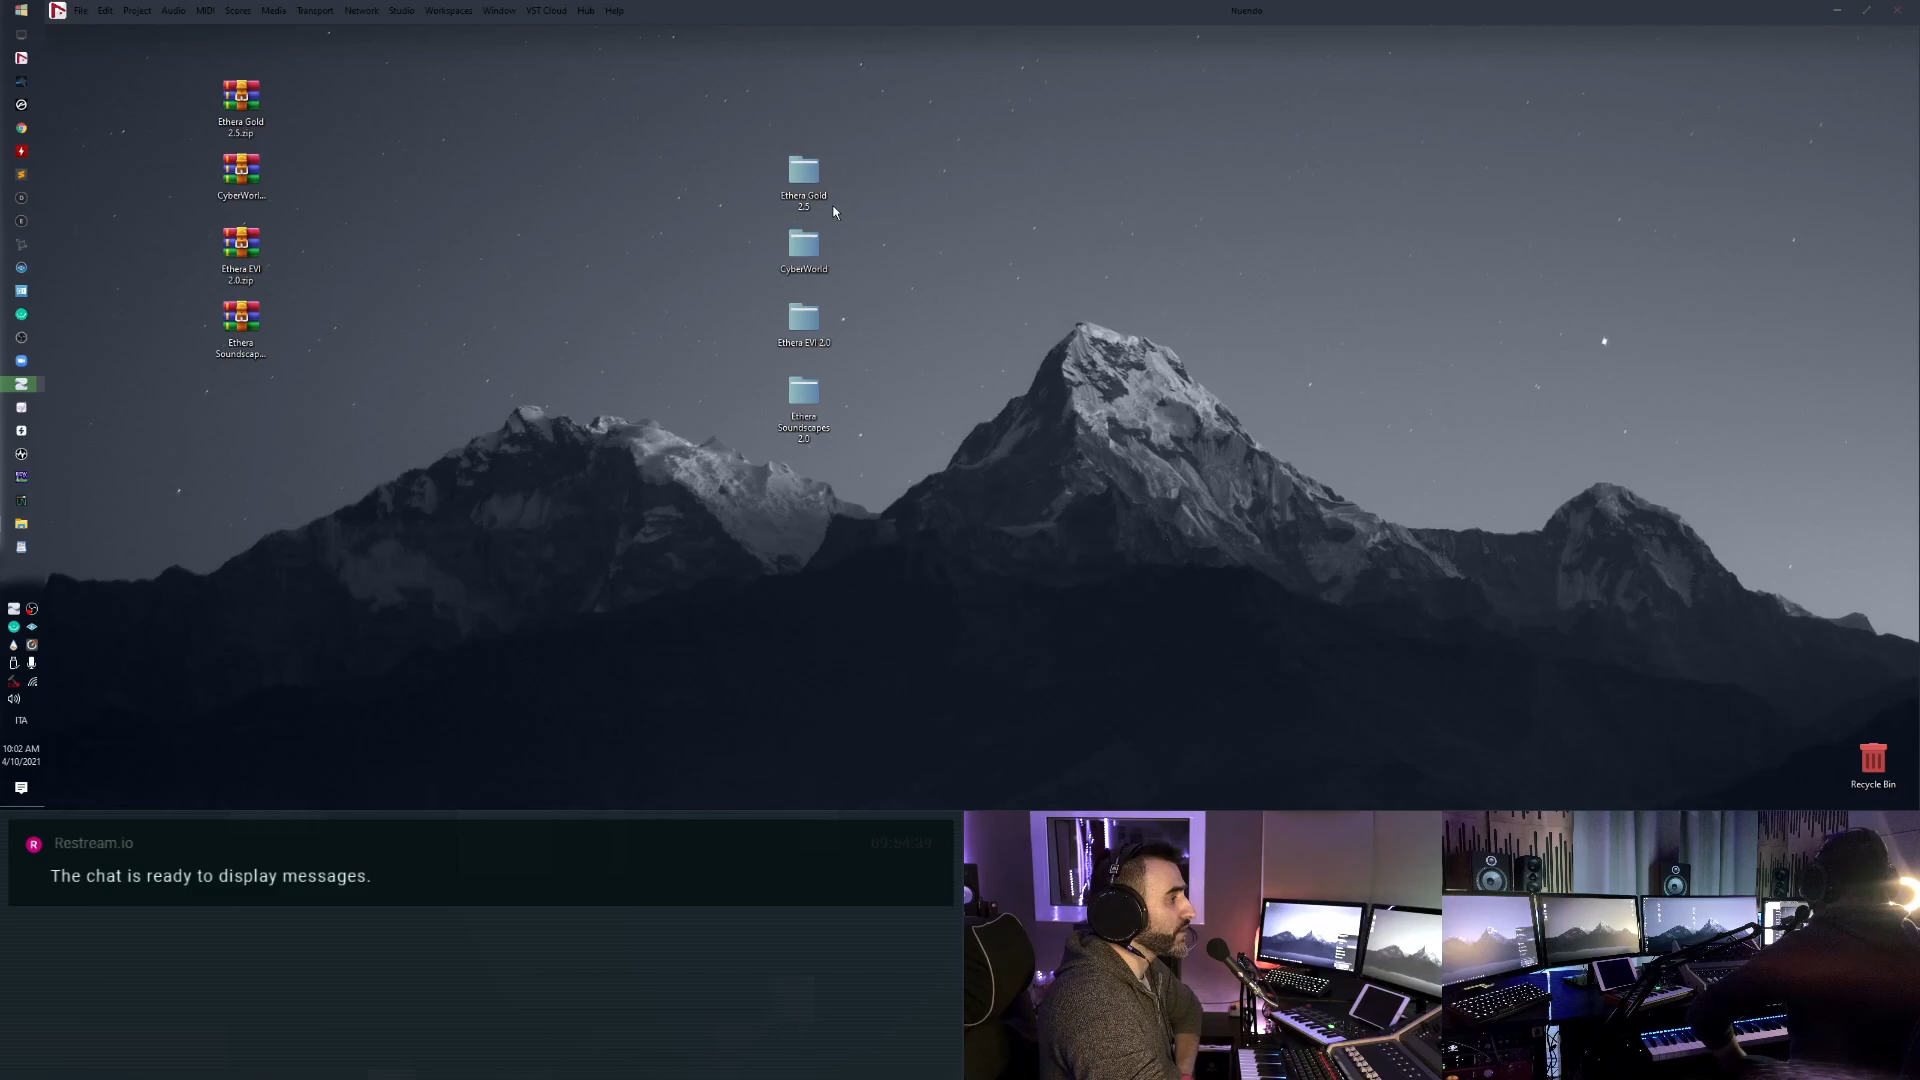 File Edit Project Audio MIDI Scores Media Transport Network Studio Workspaces Window VST Cloud Hub Help
Nuendo
Ethera Gold
2.5.zip
CyberWorl...
Ethera EVI
2.0.zip
Ethera
Soundscap...
Ethera Gold
2.5
CyberWorld
Ethera EVI 2.0
Ethera
Soundscapes
2.0
ITA
10:02 AM
4/10/2021
Recycle Bin
R Restream.io 09:54:39
The chat is ready to display messages.